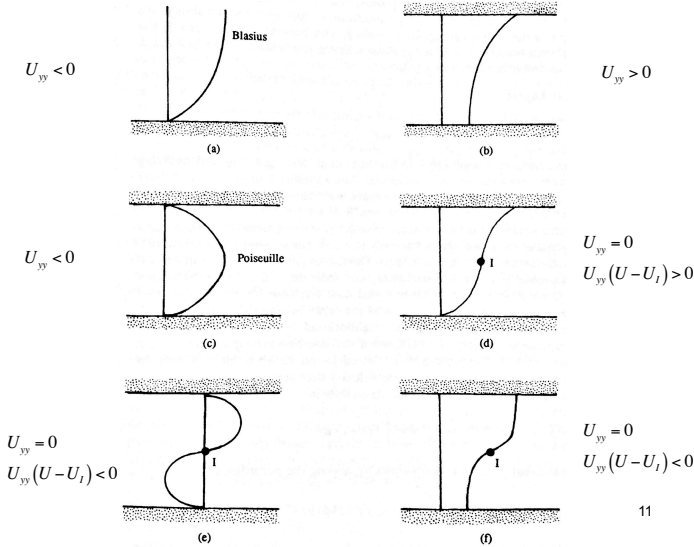 U_yy < 0
Blasius
(a)
U_yy > 0
(b)
U_yy < 0
Poiseuille
(c)
I
U_yy = 0
U_yy (U − U_I) > 0
(d)
U_yy = 0
U_yy (U − U_I) < 0
I
(e)
I
U_yy = 0
U_yy (U − U_I) < 0
11
(f)